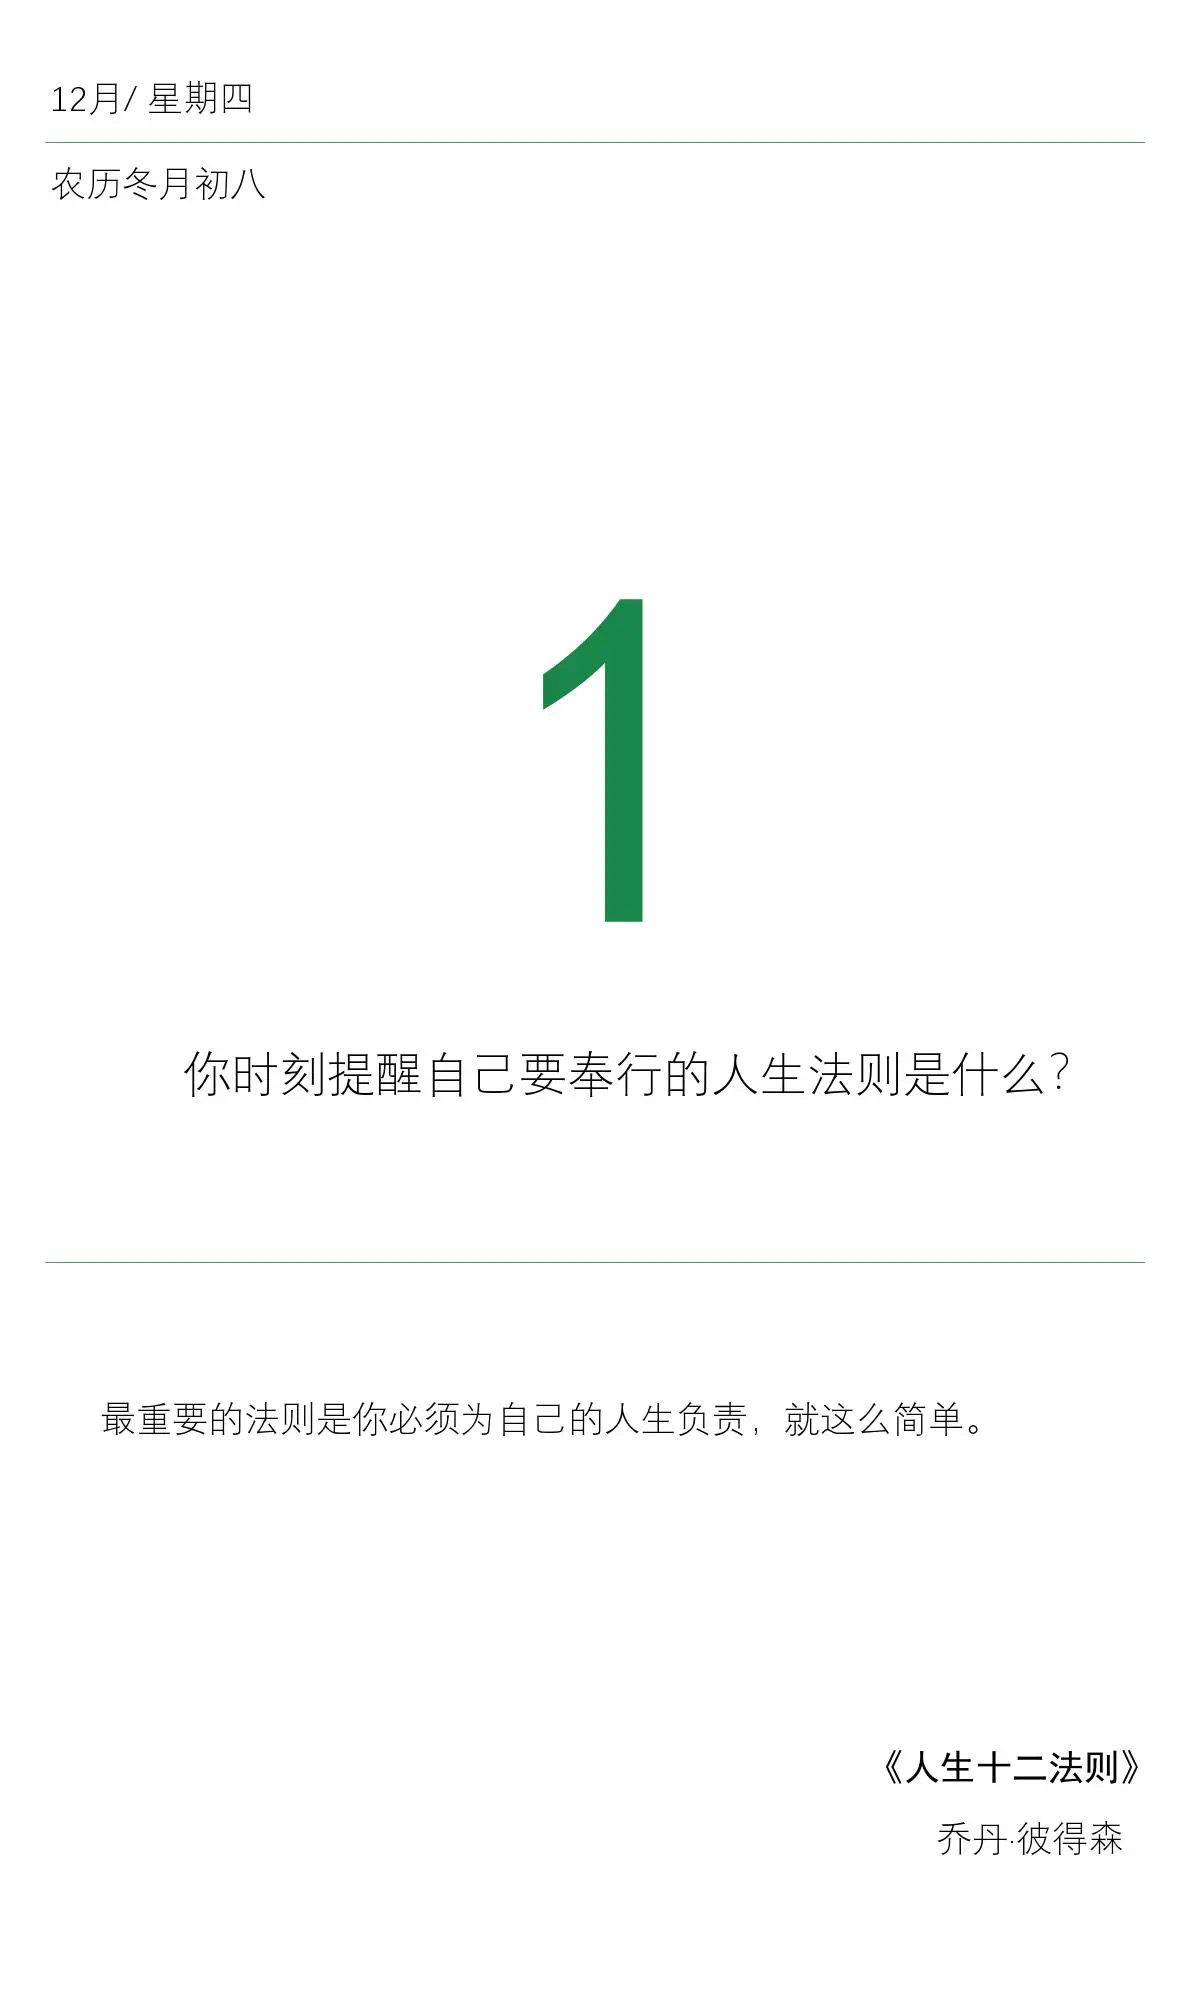 12月/ 星期四
农历冬月初八
1
你时刻提醒自己要奉行的人生法则是什么？
最重要的法则是你必须为自己的人生负责，就这么简单。
《人生十二法则》
乔丹·彼得森